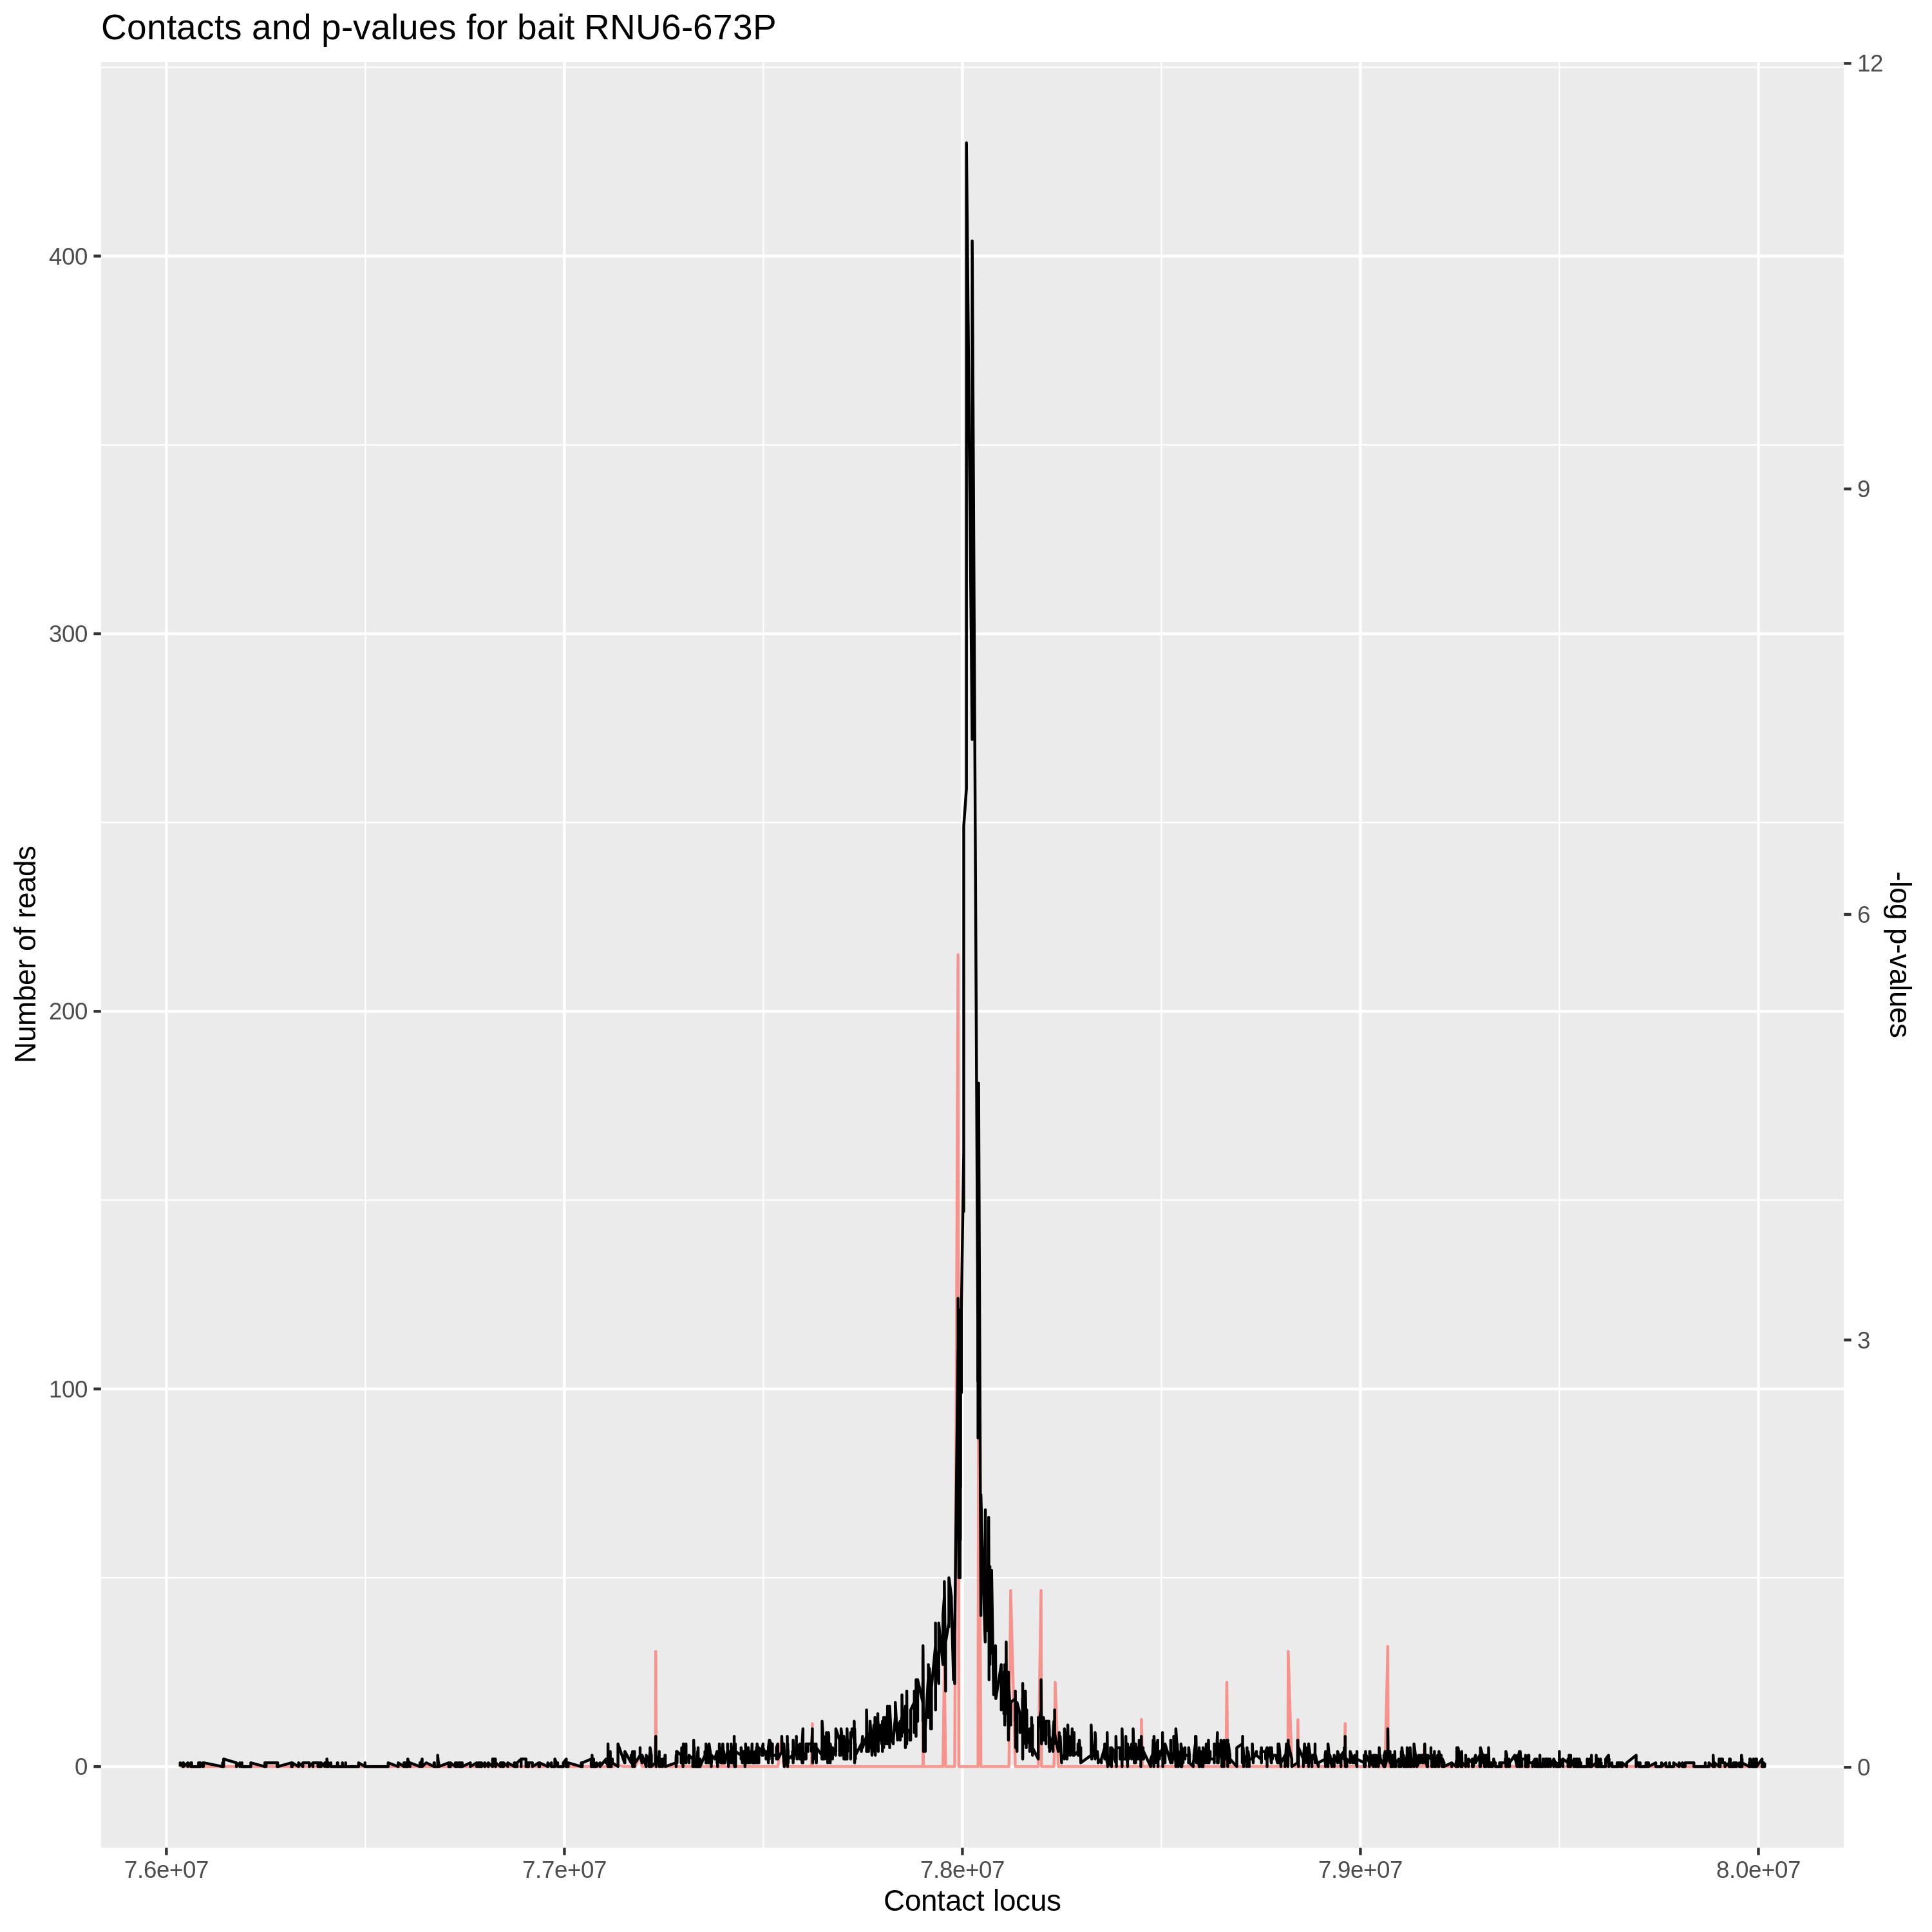 Contacts and p-values for bait RNU6-673P
Number of reads
400
300
200
100
0
12
9
6
3
0
-log p-values
7.6e+07
7.7e+07
7.8e+07
7.9e+07
8.0e+07
Contact locus